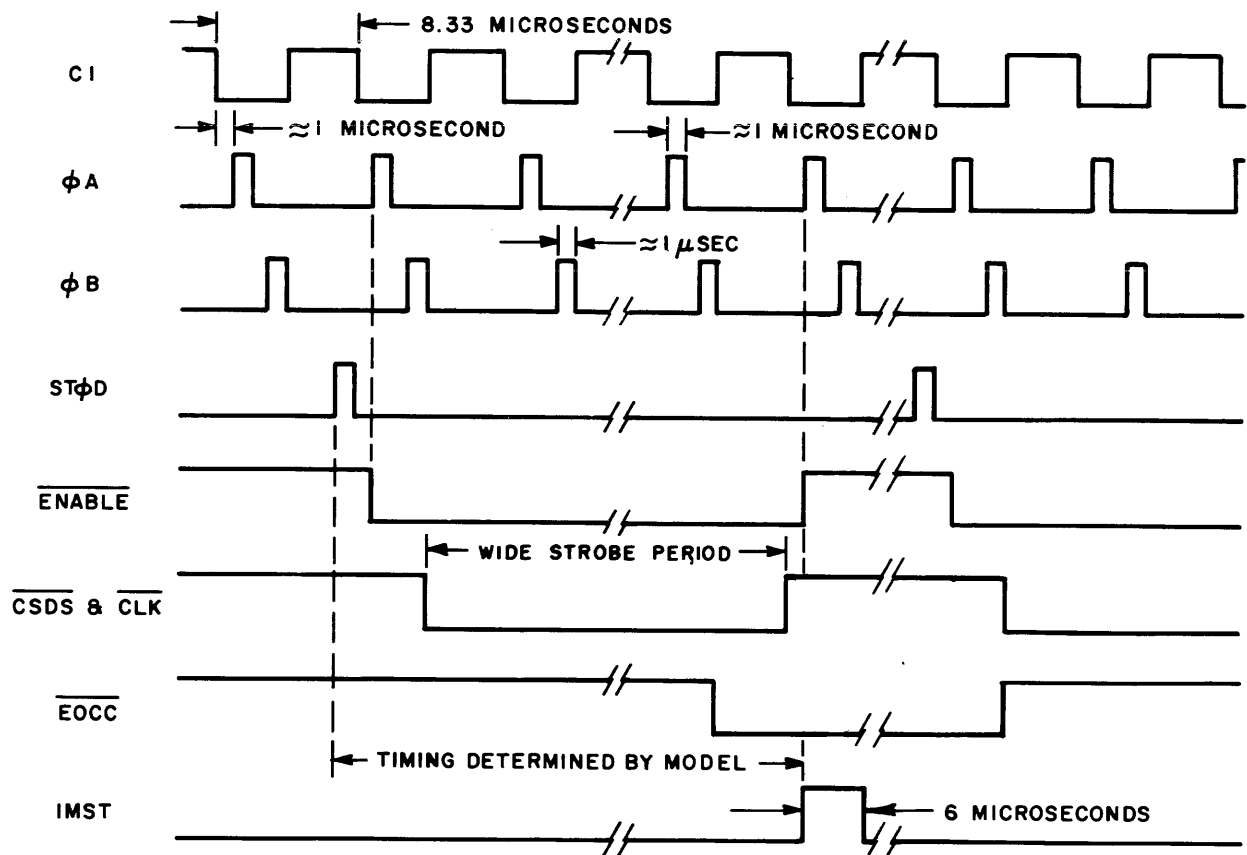 8.33 MICROSECONDS
CI
≈1 MICROSECOND
≈1 MICROSECOND
ϕA
≈1 μSEC
ϕB
STϕD
ENABLE
WIDE STROBE PERIOD
CSDS & CLK
EOCC
TIMING DETERMINED BY MODEL
IMST
6 MICROSECONDS